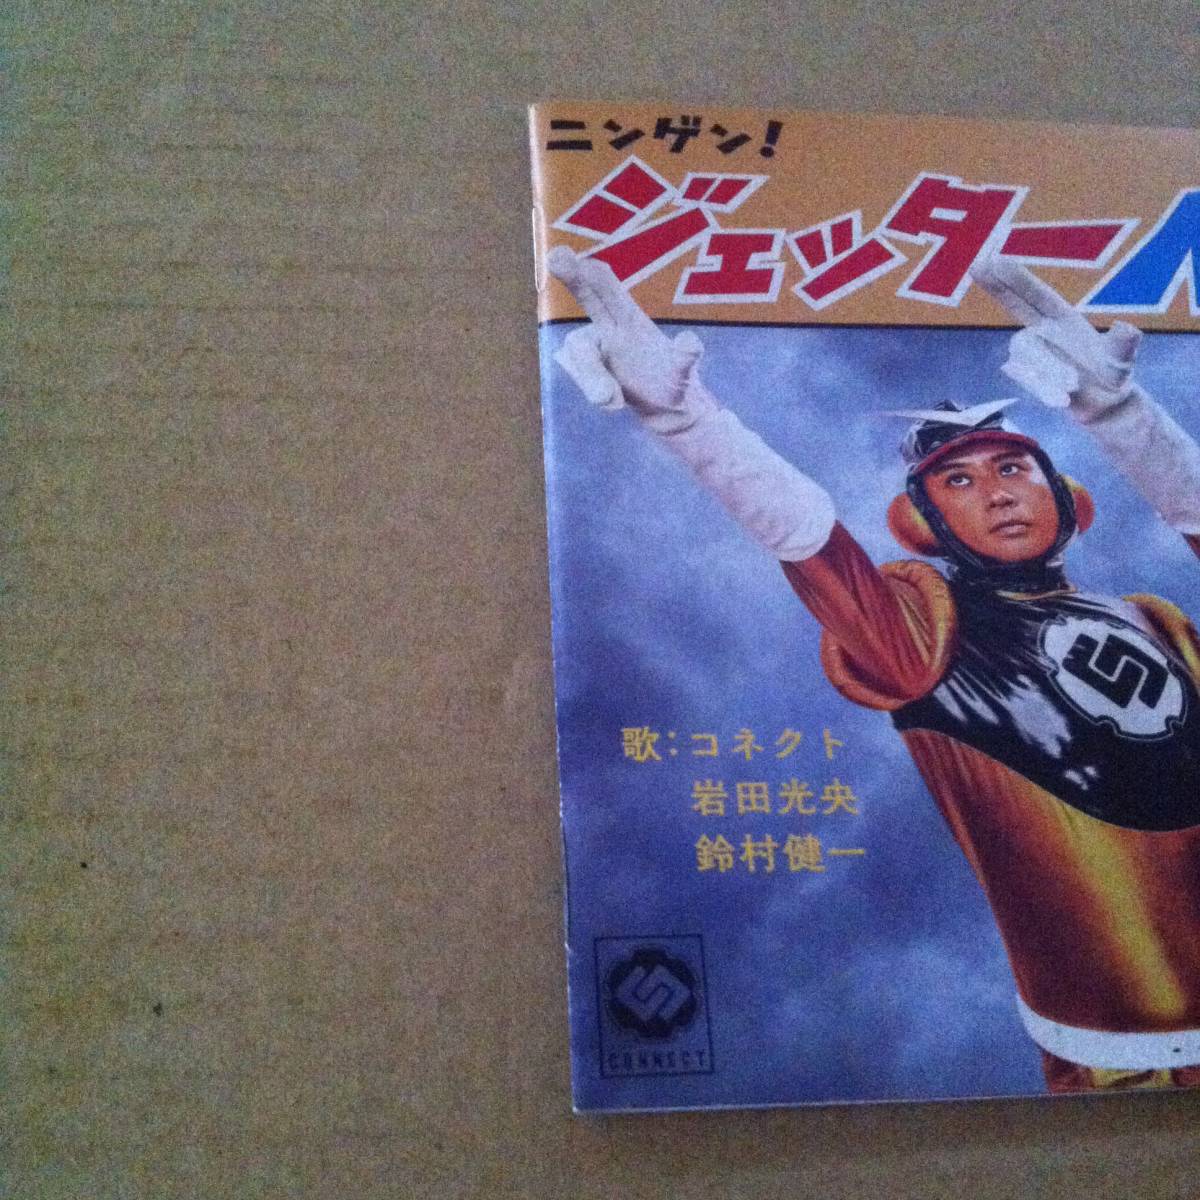 ニンゲン!
ジェッター
歌:コネクト
岩田光央
鈴村健一
CONNECT